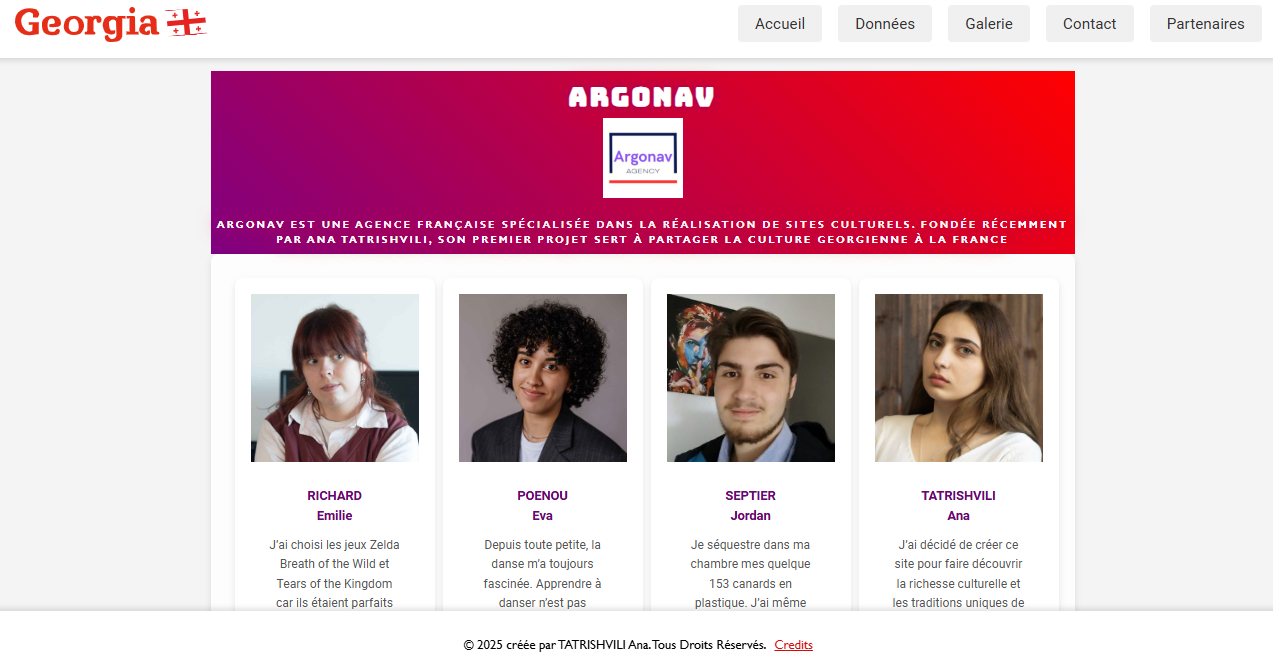 Georgia
Accueil
Données
Galerie
Contact
Partenaires
ARGONAV
Argonav
AGENCY
ARGONAV EST UNE AGENCE FRANÇAISE SPÉCIALISÉE DANS LA RÉALISATION DE SITES CULTURELS. FONDÉE RÉCEMMENT
PAR ANA TATRISHVILI, SON PREMIER PROJET SERT À PARTAGER LA CULTURE GEORGIENNE À LA FRANCE
RICHARD
Emilie
J'ai choisi les jeux Zelda
Breath of the Wild et
Tears of the Kingdom
car ils étaient parfaits
POENOU
Eva
Depuis toute petite, la
danse m'a toujours
fascinée. Apprendre à
danser n'est pas
SEPTIER
Jordan
Je séquestre dans ma
chambre mes quelque
153 canards en
plastique. J'ai même
TATRISHVILI
Ana
J'ai décidé de créer ce
site pour faire découvrir
la richesse culturelle et
les traditions uniques de
© 2025 créée par TATRISHVILI Ana. Tous Droits Réservés. Credits